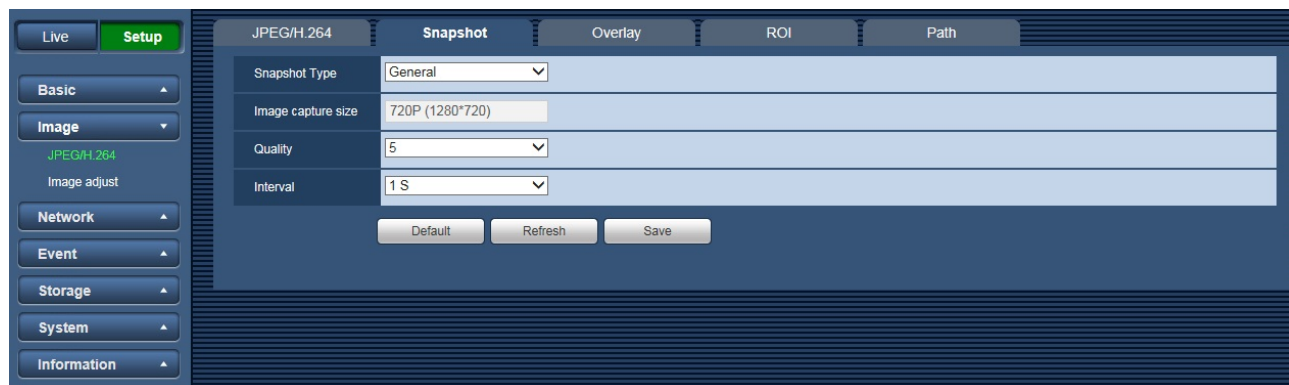 Live Setup
JPEG/H.264 Snapshot Overlay ROI Path
Snapshot Type General
Basic
Image capture size 720P (1280*720)
Image
Quality 5
JPEG/H.264
Image adjust
Interval 1 S
Network
Default Refresh Save
Event
Storage
System
Information